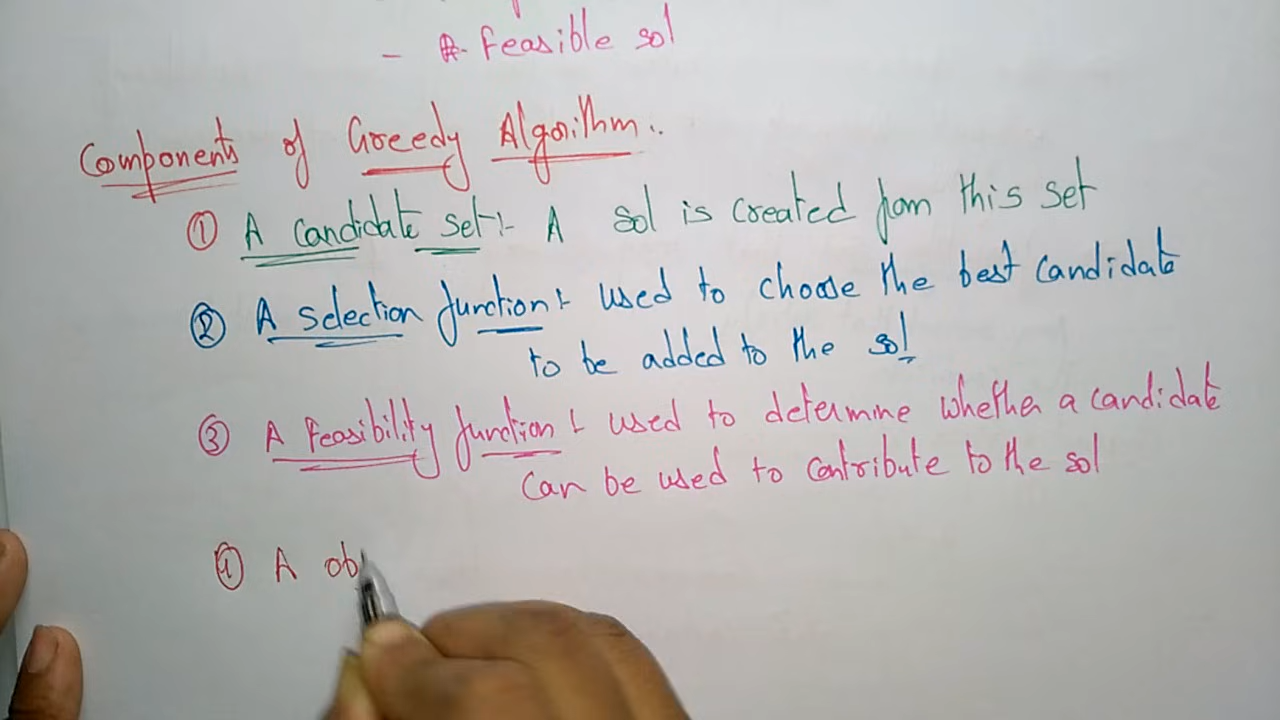 - A feasible sol
Components of Greedy Algorithm:.
① A candidate set :- A sol is created from this set
② A selection function :- used to choose the best candidate
to be added to the sol
③ A feasibility function :- used to determine whether a candidate
can be used to contribute to the sol
④ A ob